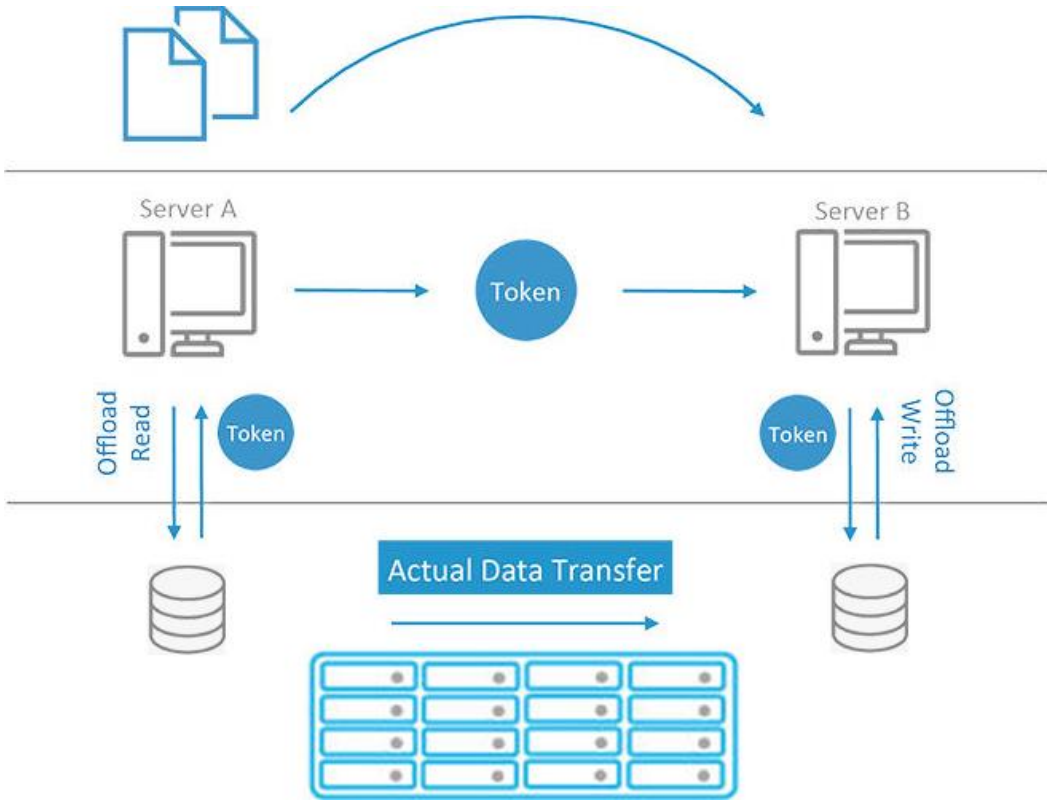 Server A
Server B
Token
Offload
Read
Token
Token
Offload
Write
Actual Data Transfer